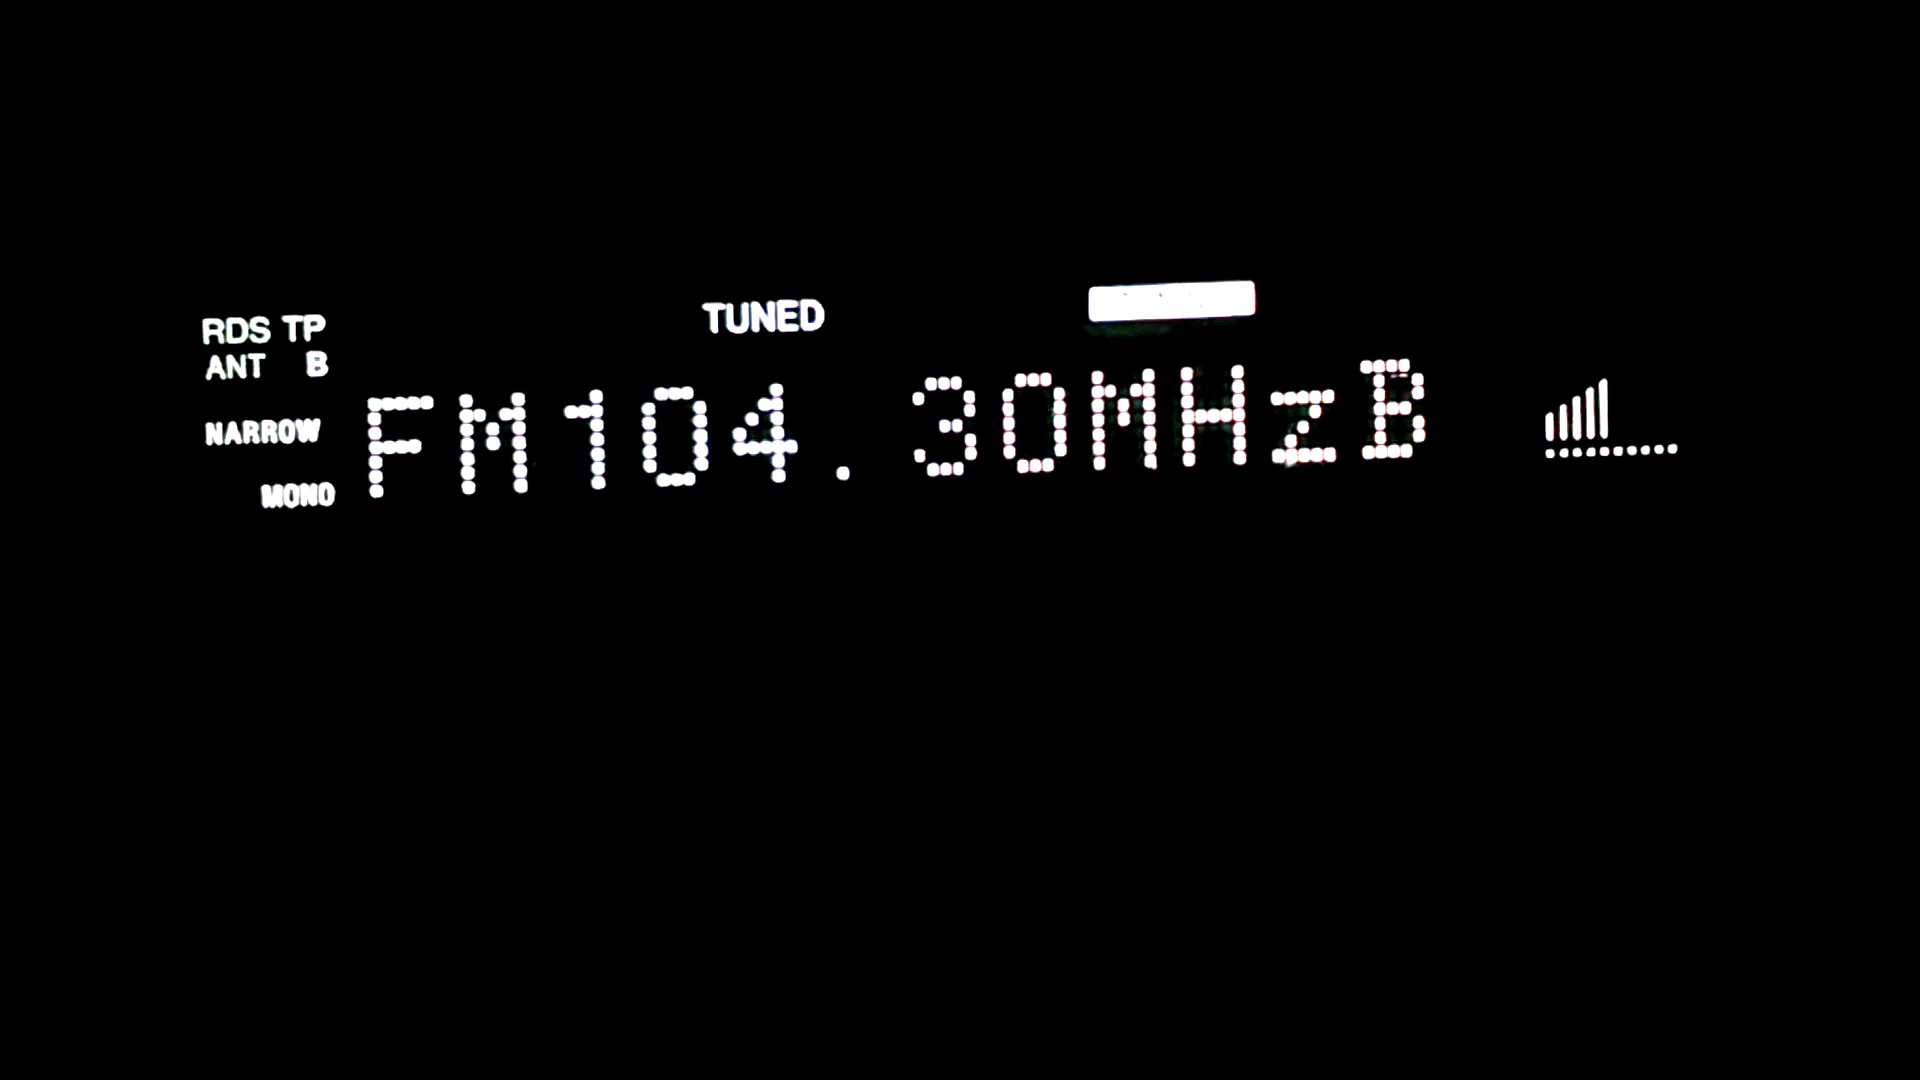 TUNED
RDS TP
ANT B
NARROW
MONO
FM104.30MHzB